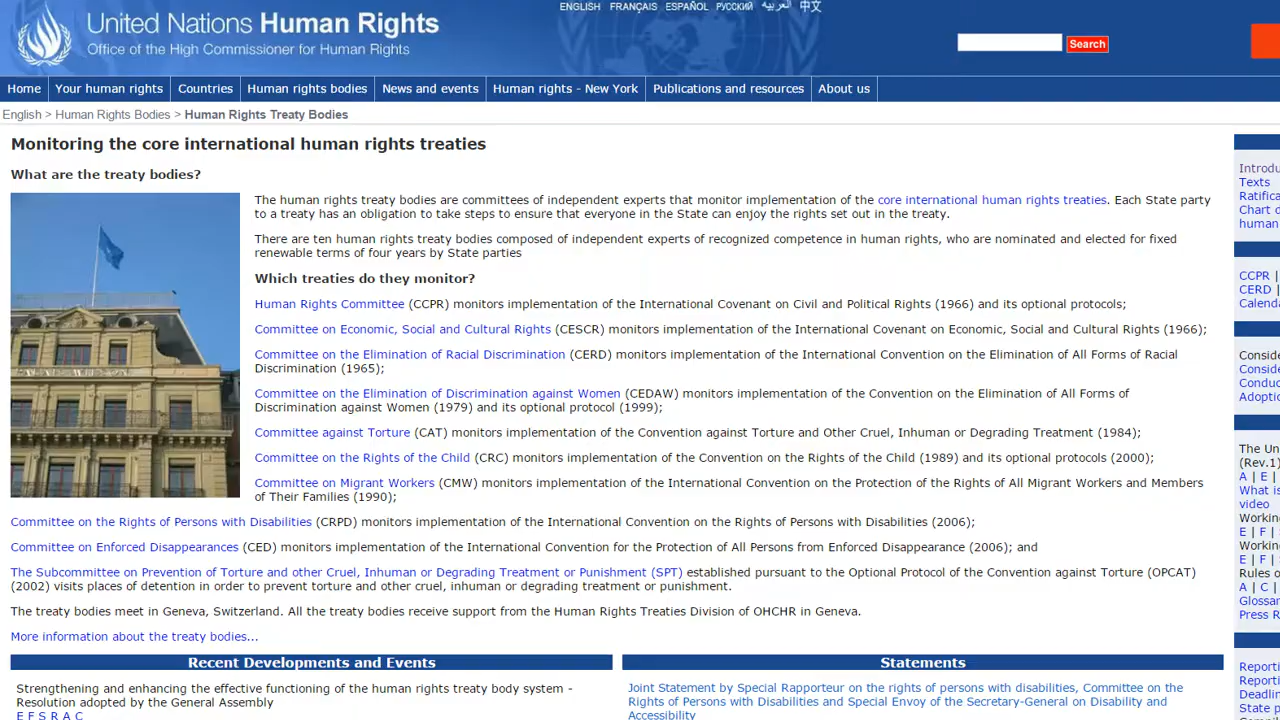 ENGLISH FRANÇAIS ESPAÑOL РУССКИЙ العربية 中文
United Nations Human Rights
Office of the High Commissioner for Human Rights
Search
Home Your human rights Countries Human rights bodies News and events Human rights - New York Publications and resources About us
English > Human Rights Bodies > Human Rights Treaty Bodies
Monitoring the core international human rights treaties
What are the treaty bodies?
The human rights treaty bodies are committees of independent experts that monitor implementation of the core international human rights treaties. Each State party
to a treaty has an obligation to take steps to ensure that everyone in the State can enjoy the rights set out in the treaty.
There are ten human rights treaty bodies composed of independent experts of recognized competence in human rights, who are nominated and elected for fixed
renewable terms of four years by State parties
Which treaties do they monitor?
Human Rights Committee (CCPR) monitors implementation of the International Covenant on Civil and Political Rights (1966) and its optional protocols;
Committee on Economic, Social and Cultural Rights (CESCR) monitors implementation of the International Covenant on Economic, Social and Cultural Rights (1966);
Committee on the Elimination of Racial Discrimination (CERD) monitors implementation of the International Convention on the Elimination of All Forms of Racial
Discrimination (1965);
Committee on the Elimination of Discrimination against Women (CEDAW) monitors implementation of the Convention on the Elimination of All Forms of
Discrimination against Women (1979) and its optional protocol (1999);
Committee against Torture (CAT) monitors implementation of the Convention against Torture and Other Cruel, Inhuman or Degrading Treatment (1984);
Committee on the Rights of the Child (CRC) monitors implementation of the Convention on the Rights of the Child (1989) and its optional protocols (2000);
Committee on Migrant Workers (CMW) monitors implementation of the International Convention on the Protection of the Rights of All Migrant Workers and Members
of Their Families (1990);
Committee on the Rights of Persons with Disabilities (CRPD) monitors implementation of the International Convention on the Rights of Persons with Disabilities (2006);
Committee on Enforced Disappearances (CED) monitors implementation of the International Convention for the Protection of All Persons from Enforced Disappearance (2006); and
The Subcommittee on Prevention of Torture and other Cruel, Inhuman or Degrading Treatment or Punishment (SPT) established pursuant to the Optional Protocol of the Convention against Torture (OPCAT)
(2002) visits places of detention in order to prevent torture and other cruel, inhuman or degrading treatment or punishment.
The treaty bodies meet in Geneva, Switzerland. All the treaty bodies receive support from the Human Rights Treaties Division of OHCHR in Geneva.
More information about the treaty bodies...
Recent Developments and Events
Strengthening and enhancing the effective functioning of the human rights treaty body system -
Resolution adopted by the General Assembly
E F S R A C
Statements
Joint Statement by Special Rapporteur on the rights of persons with disabilities, Committee on the
Rights of Persons with Disabilities and Special Envoy of the Secretary-General on Disability and
Accessibility
Texts
Chart
human
CCPR |
CERD |
The
(Rev.1)
A | E |
What is
video
E | F |
E | F |
Rules
A | C |
Press
State